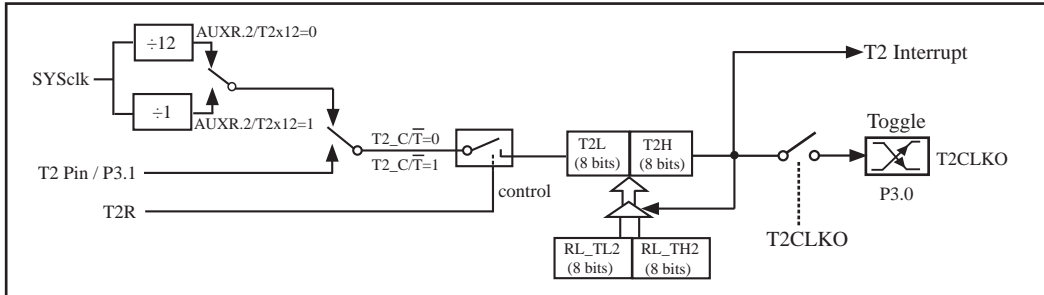 ÷12
AUXR.2/T2x12=0
SYSclk
÷1
AUXR.2/T2x12=1
T2_C/T̅=0
T2_C/T̅=1
T2 Pin / P3.1
T2R
control
T2L
(8 bits)
T2H
(8 bits)
RL_TL2
(8 bits)
RL_TH2
(8 bits)
T2 Interrupt
Toggle
T2CLKO
P3.0
T2CLKO